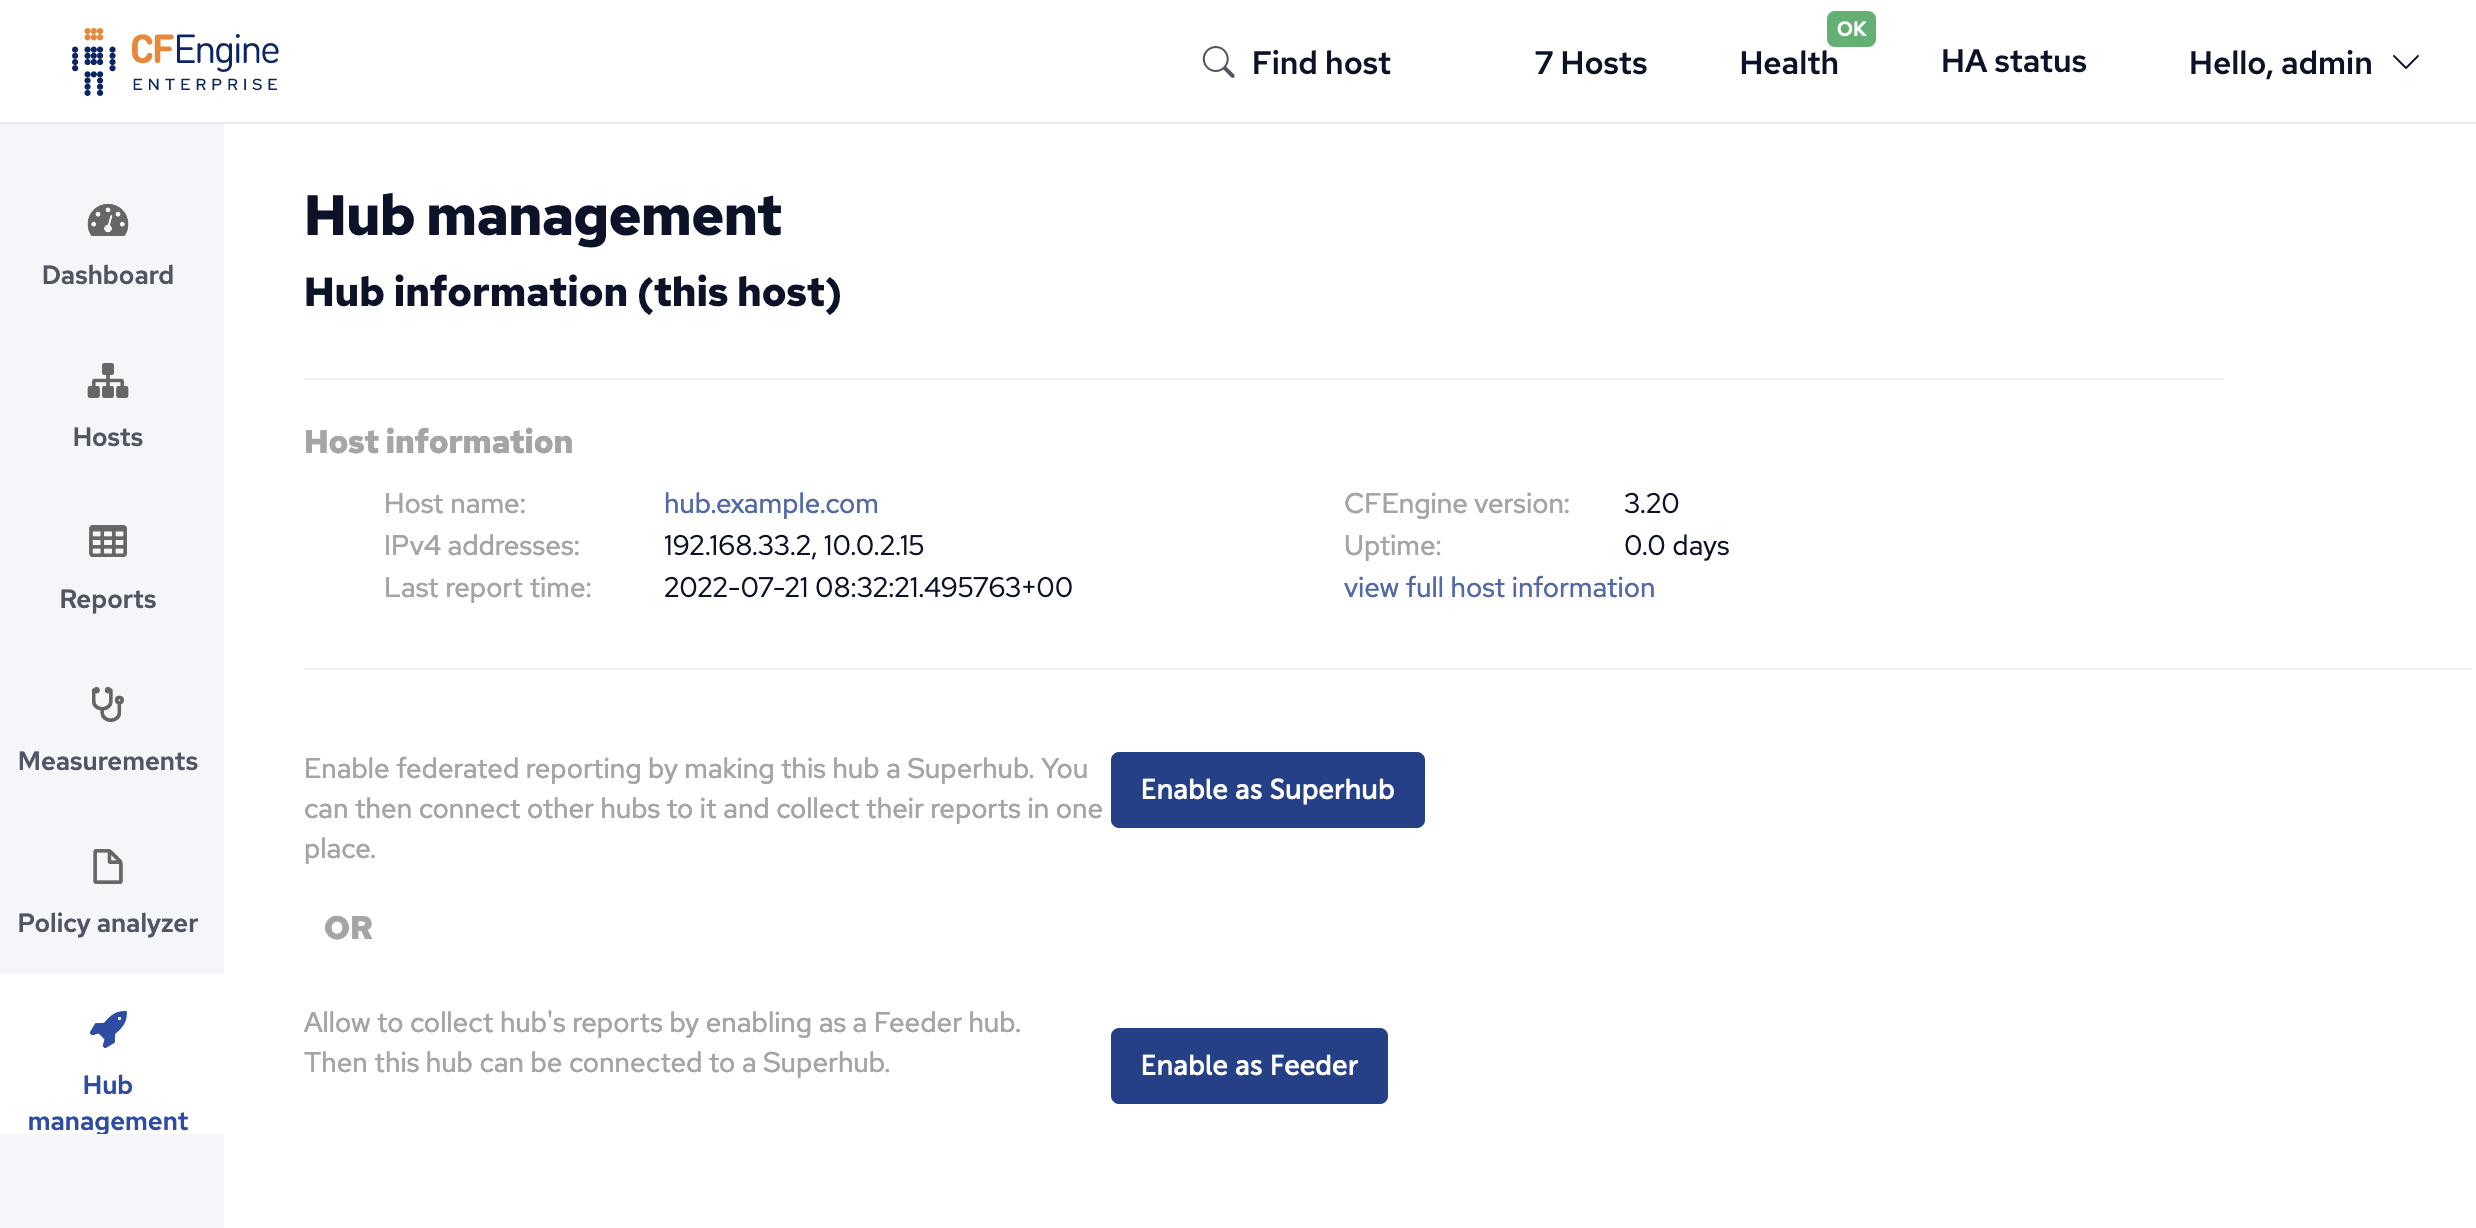 CFEngine
ENTERPRISE
Find host
7 Hosts
Health
OK
HA status
Hello, admin
Dashboard
Hosts
Reports
Measurements
Policy analyzer
Hub
management
Hub management
Hub information (this host)
Host information
Host name: hub.example.com
IPv4 addresses: 192.168.33.2, 10.0.2.15
Last report time: 2022-07-21 08:32:21.495763+00
CFEngine version: 3.20
Uptime: 0.0 days
view full host information
Enable federated reporting by making this hub a Superhub. You
can then connect other hubs to it and collect their reports in one
place.
Enable as Superhub
OR
Allow to collect hub's reports by enabling as a Feeder hub.
Then this hub can be connected to a Superhub.
Enable as Feeder